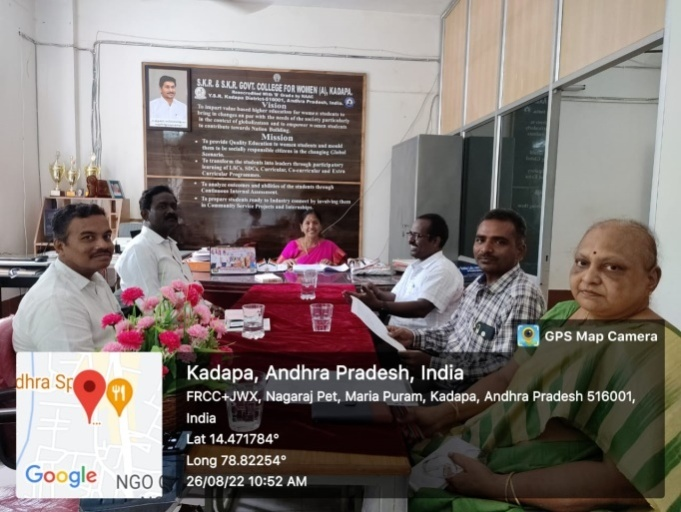 S.K.R. & S.K.R. GOVT. COLLEGE FOR WOMEN (A), KADAPA.
Reaccredited With 'B' Grade by NAAC
Y.S.R. Kadapa District-516001, Andhra Pradesh, India.
Vision
To impart value based higher education for women students to
bring in changes on par with the needs of the society particularly
in the context of globalization and to empower women students
to contribute towards Nation Building.
Mission
To provide Quality Education to women students and mould
them to be socially responsible citizens in the changing Global
Scenario.
To transform the students into leaders through participatory
learning of Curricular, Co-curricular and Extra
Curricular Programmes.
To analyse outcomes and abilities of the students through
Continuous Internal Assessment.
To prepare students ready to Industry connect by involving them
in Community Service Projects and Internships.
GPS Map Camera
dhra Sp
Google
NGO C
Kadapa, Andhra Pradesh, India
FRCC+JWX, Nagaraj Pet, Maria Puram, Kadapa, Andhra Pradesh 516001,
India
Lat 14.471784°
Long 78.82254°
26/08/22 10:52 AM